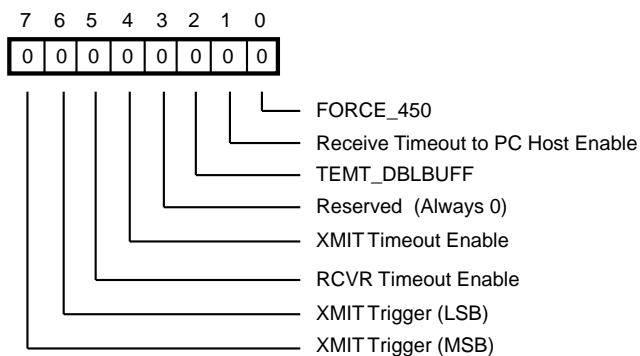 7 6 5 4 3 2 1 0
0 0 0 0 0 0 0 0
FORCE_450
Receive Timeout to PC Host Enable
TEMT_DBLBUFF
Reserved (Always 0)
XMIT Timeout Enable
RCVR Timeout Enable
XMIT Trigger (LSB)
XMIT Trigger (MSB)